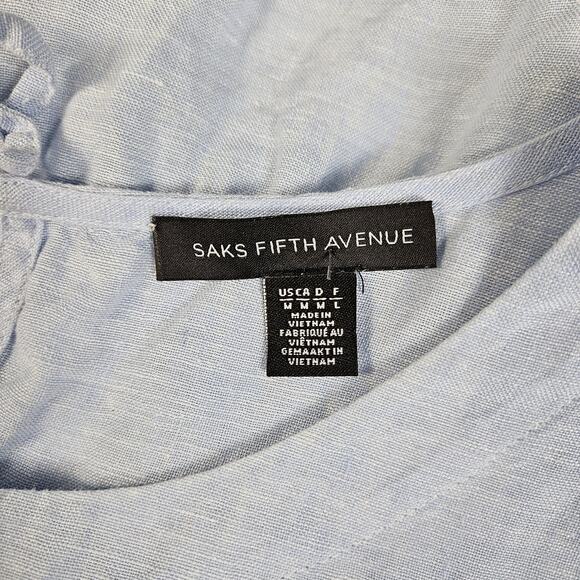 SAKS FIFTH AVENUE
US CA D F
M M M L
MADE IN
VIETNAM
FABRIQUÉ AU
VIÊTNAM
GEMAAKT IN
VIETNAM